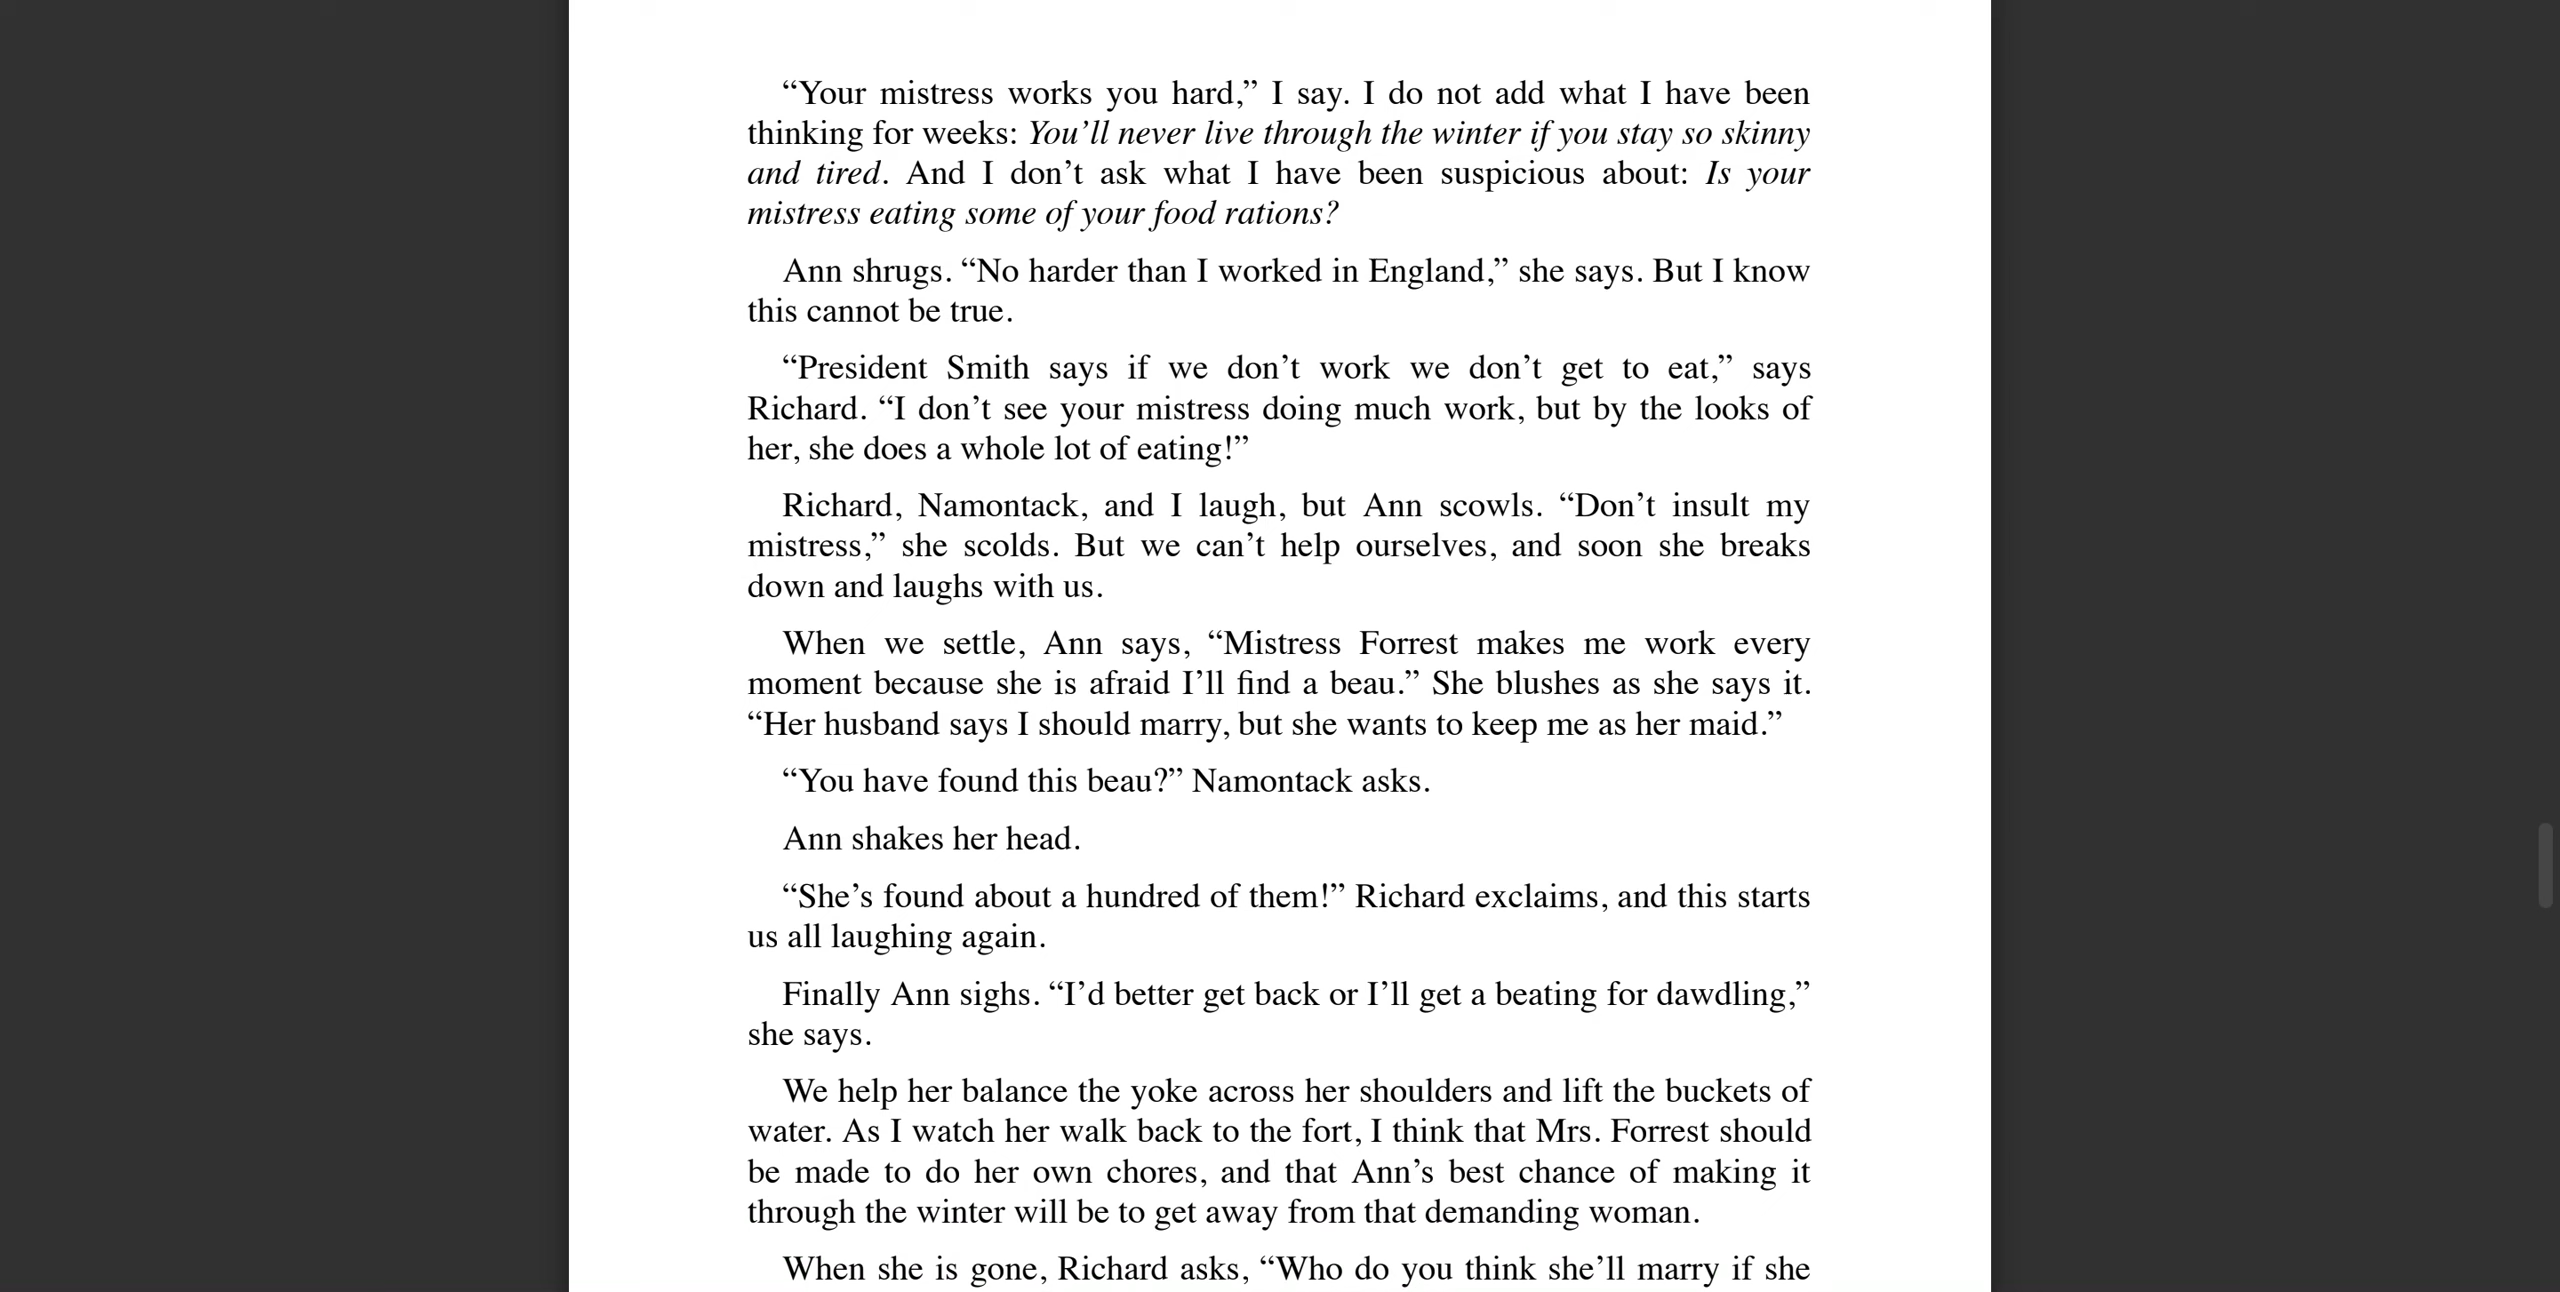 “Your mistress works you hard,” I say. I do not add what I have been
thinking for weeks: You’ll never live through the winter if you stay so skinny
and tired. And I don’t ask what I have been suspicious about: Is your
mistress eating some of your food rations?
Ann shrugs. “No harder than I worked in England,” she says. But I know
this cannot be true.
“President Smith says if we don’t work we don’t get to eat,” says
Richard. “I don’t see your mistress doing much work, but by the looks of
her, she does a whole lot of eating!”
Richard, Namontack, and I laugh, but Ann scowls. “Don’t insult my
mistress,” she scolds. But we can’t help ourselves, and soon she breaks
down and laughs with us.
When we settle, Ann says, “Mistress Forrest makes me work every
moment because she is afraid I’ll find a beau.” She blushes as she says it.
“Her husband says I should marry, but she wants to keep me as her maid.”
“You have found this beau?” Namontack asks.
Ann shakes her head.
“She’s found about a hundred of them!” Richard exclaims, and this starts
us all laughing again.
Finally Ann sighs. “I’d better get back or I’ll get a beating for dawdling,”
she says.
We help her balance the yoke across her shoulders and lift the buckets of
water. As I watch her walk back to the fort, I think that Mrs. Forrest should
be made to do her own chores, and that Ann’s best chance of making it
through the winter will be to get away from that demanding woman.
When she is gone, Richard asks, “Who do you think she’ll marry if she